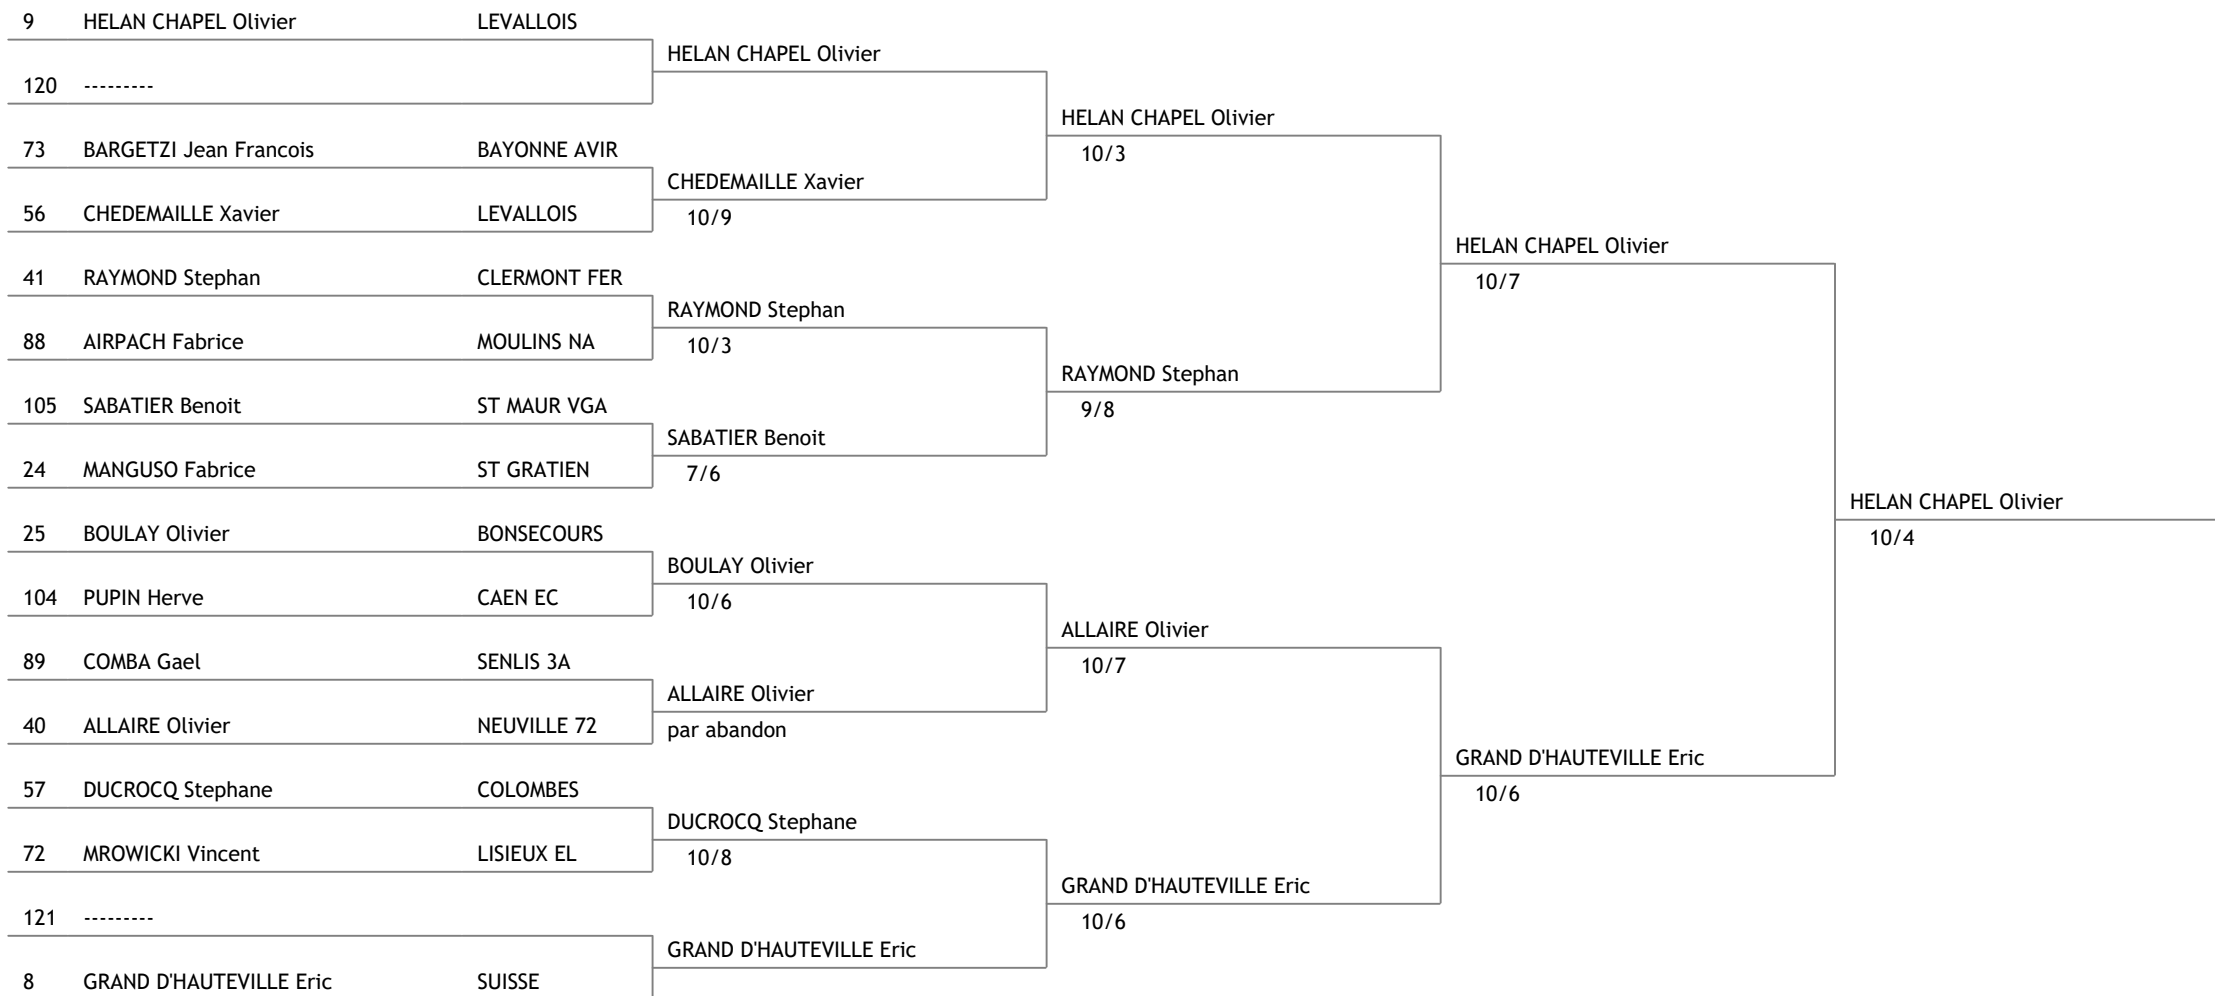 9 HELAN CHAPEL Olivier LEVALLOIS
HELAN CHAPEL Olivier
120 ---------
HELAN CHAPEL Olivier
10/3
73 BARGETZI Jean Francois BAYONNE AVIR
CHEDEMAILLE Xavier
10/9
56 CHEDEMAILLE Xavier LEVALLOIS
HELAN CHAPEL Olivier
10/7
41 RAYMOND Stephan CLERMONT FER
RAYMOND Stephan
10/3
88 AIRPACH Fabrice MOULINS NA
RAYMOND Stephan
9/8
105 SABATIER Benoit ST MAUR VGA
SABATIER Benoit
7/6
24 MANGUSO Fabrice ST GRATIEN
HELAN CHAPEL Olivier
10/4
25 BOULAY Olivier BONSECOURS
BOULAY Olivier
10/6
104 PUPIN Herve CAEN EC
ALLAIRE Olivier
10/7
89 COMBA Gael SENLIS 3A
ALLAIRE Olivier
par abandon
40 ALLAIRE Olivier NEUVILLE 72
GRAND D'HAUTEVILLE Eric
10/6
57 DUCROCQ Stephane COLOMBES
DUCROCQ Stephane
10/8
72 MROWICKI Vincent LISIEUX EL
GRAND D'HAUTEVILLE Eric
10/6
121 ---------
GRAND D'HAUTEVILLE Eric
8 GRAND D'HAUTEVILLE Eric SUISSE